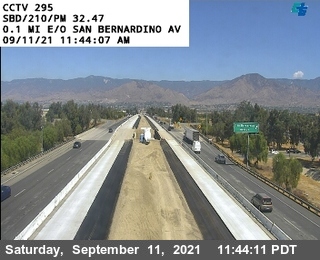 CCTV 295
SBD/210/PM 32.47
0.1 MI E/O SAN BERNARDINO AV
09/11/21 11:44:07 AM
Saturday, September 11, 2021 11:44:11 PDT